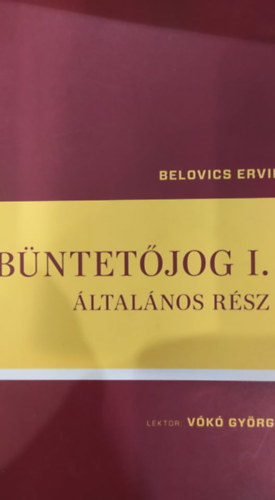 BELOVICS ERVI
BÜNTETŐJOG I.
ÁLTALÁNOS RÉSZ
LEKTOR: VÓKÓ GYÖRG